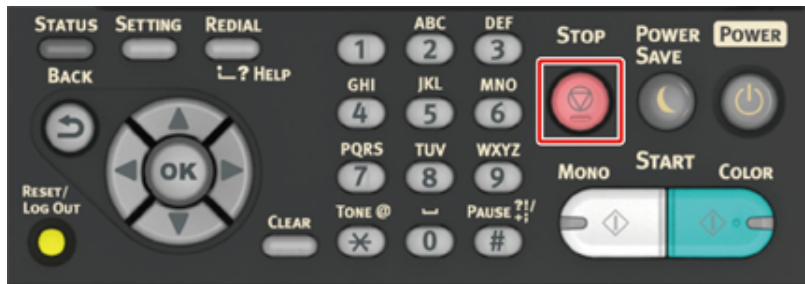 STATUS SETTING REDIAL
BACK
? HELP
OK
RESET/
LOG OUT
CLEAR
1
ABC
2
DEF
3
GHI
4
JKL
5
MNO
6
PQRS
7
TUV
8
WXYZ
9
TONE @
*
0
PAUSE ?!/
+;
#
STOP
POWER
SAVE
POWER
START
MONO
COLOR